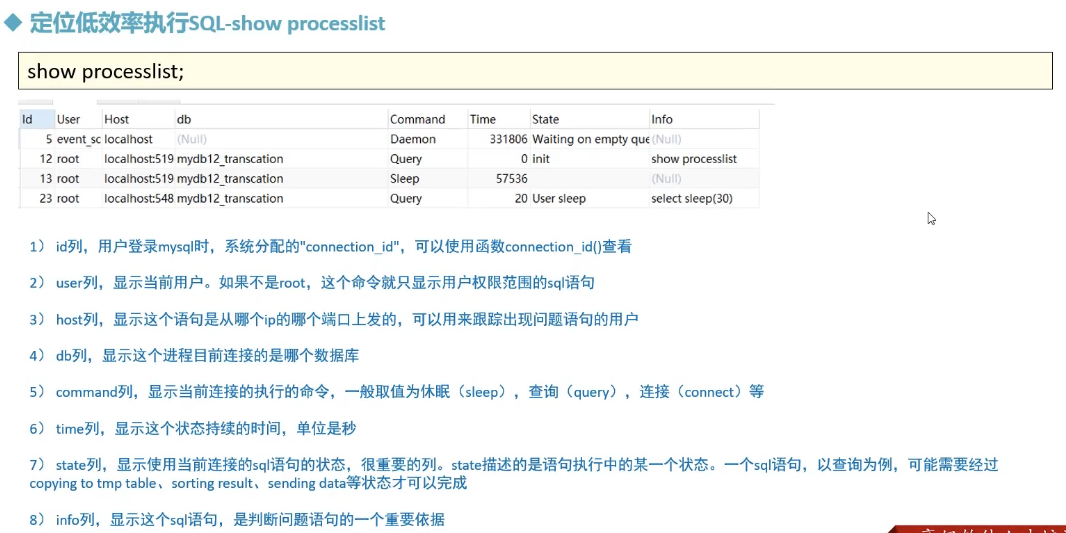 定位低效率执行SQL-show processlist
show processlist;
Id User Host db Command Time State Info
5 event_sc localhost (Null) Daemon 331806 Waiting on empty que (Null)
12 root localhost:519 mydb12_transcation Query 0 init show processlist
13 root localhost:519 mydb12_transcation Sleep 57536 (Null)
23 root localhost:548 mydb12_transcation Query 20 User sleep select sleep(30)
1） id列，用户登录mysql时，系统分配的"connection_id"，可以使用函数connection_id()查看
2） user列，显示当前用户。如果不是root，这个命令就只显示用户权限范围的sql语句
3） host列，显示这个语句是从哪个ip的哪个端口上发的，可以用来跟踪出现问题语句的用户
4） db列，显示这个进程目前连接的是哪个数据库
5） command列，显示当前连接的执行的命令，一般取值为休眠（sleep），查询（query），连接（connect）等
6） time列，显示这个状态持续的时间，单位是秒
7） state列，显示使用当前连接的sql语句的状态，很重要的列。state描述的是语句执行中的某一个状态。一个sql语句，以查询为例，可能需要经过
copying to tmp table、sorting result、sending data等状态才可以完成
8） info列，显示这个sql语句，是判断问题语句的一个重要依据